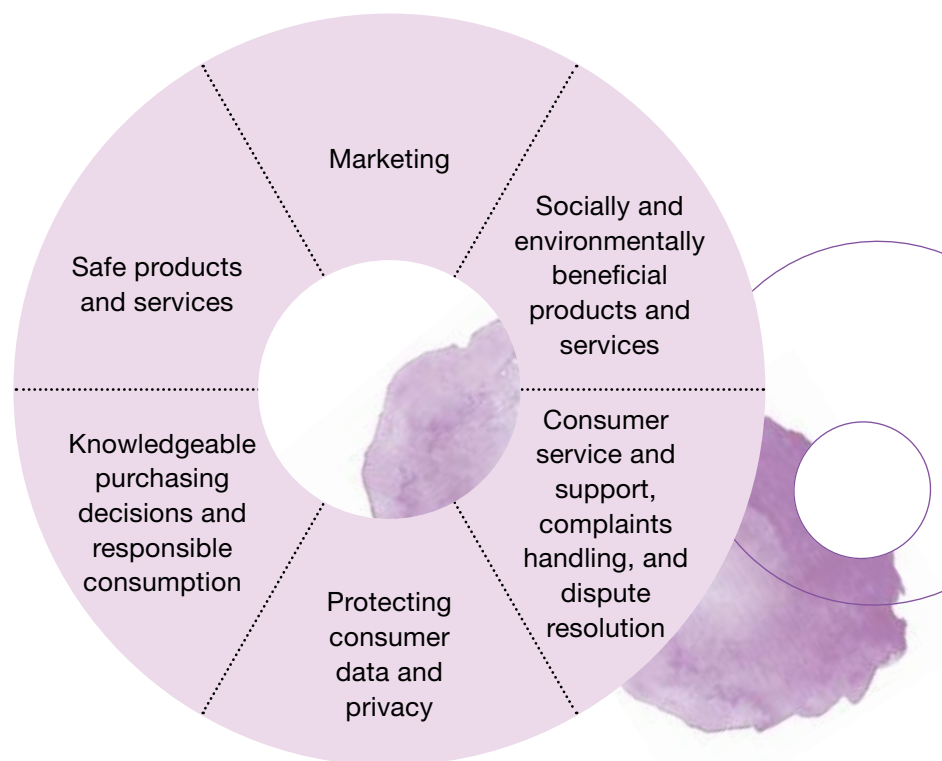 Marketing
Socially and
environmentally
beneficial
products and
services
Consumer
service and
support,
complaints
handling, and
dispute
resolution
Protecting
consumer
data and
privacy
Knowledgeable
purchasing
decisions and
responsible
consumption
Safe products
and services